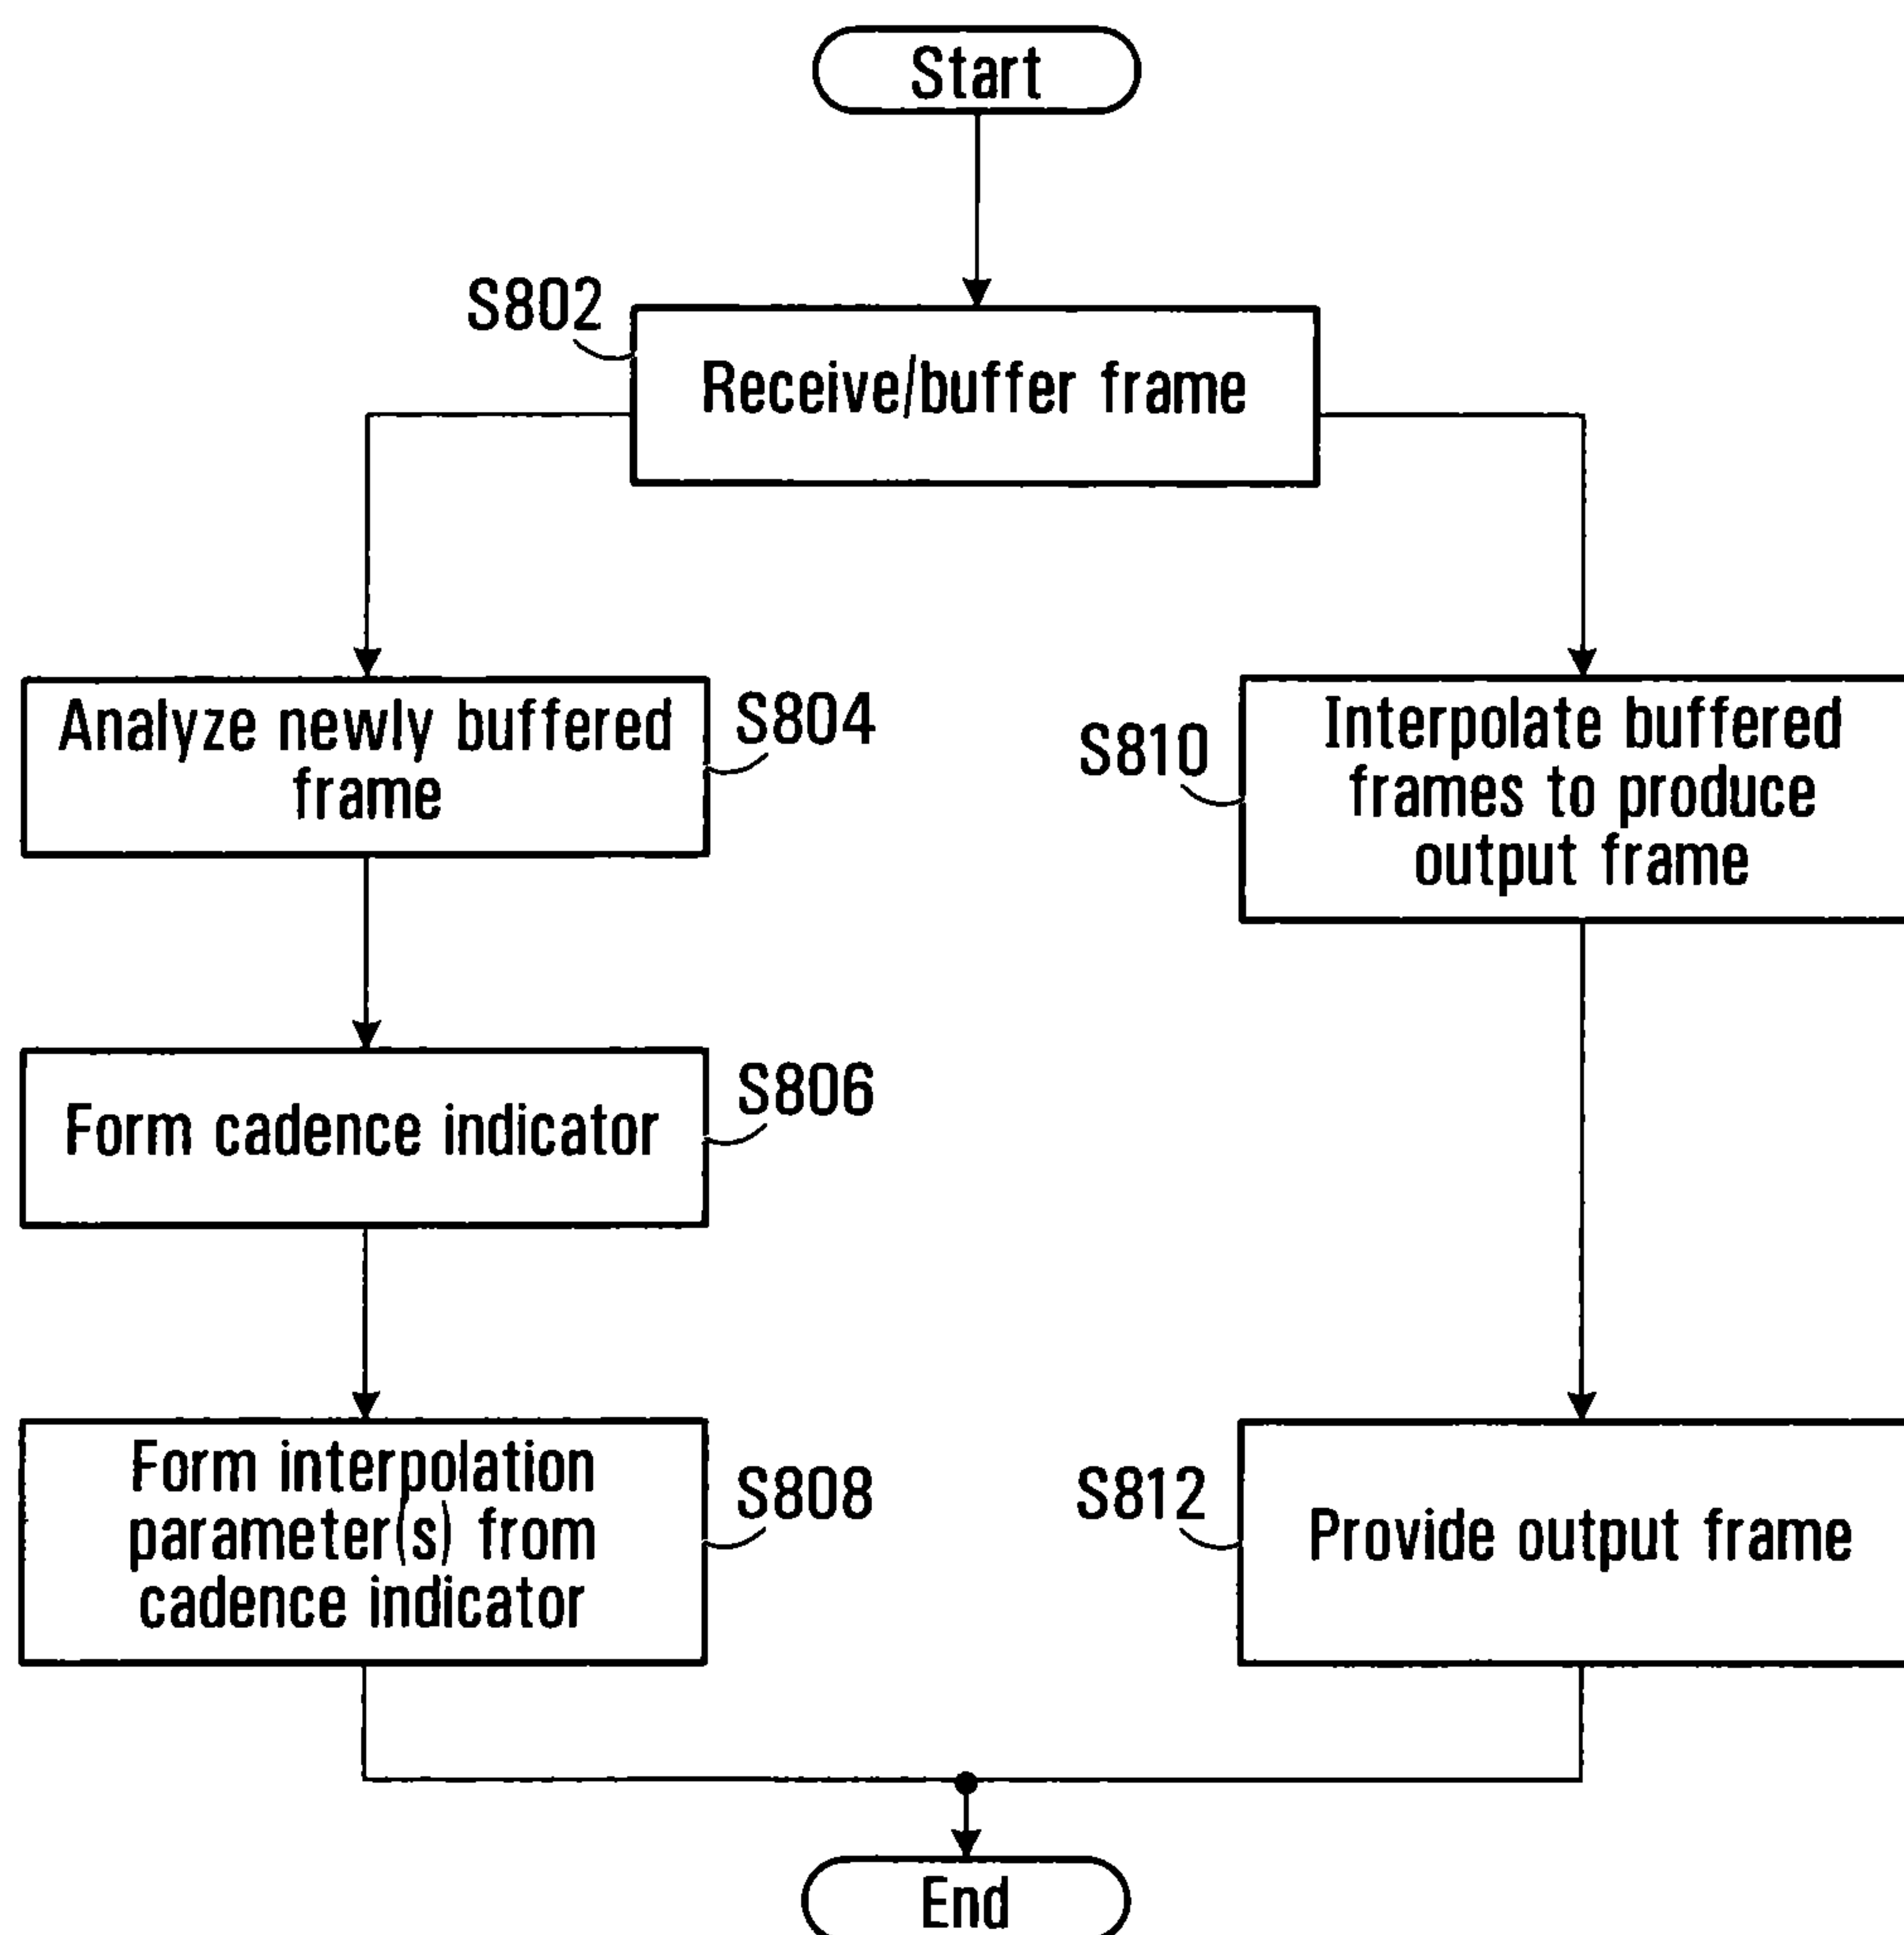 Start
S802
Receive/buffer frame
Analyze newly buffered
frame
S804
S810
Interpolate buffered
frames to produce
output frame
Form cadence indicator
S806
Form interpolation
parameter(s) from
cadence indicator
S808
S812
Provide output frame
End